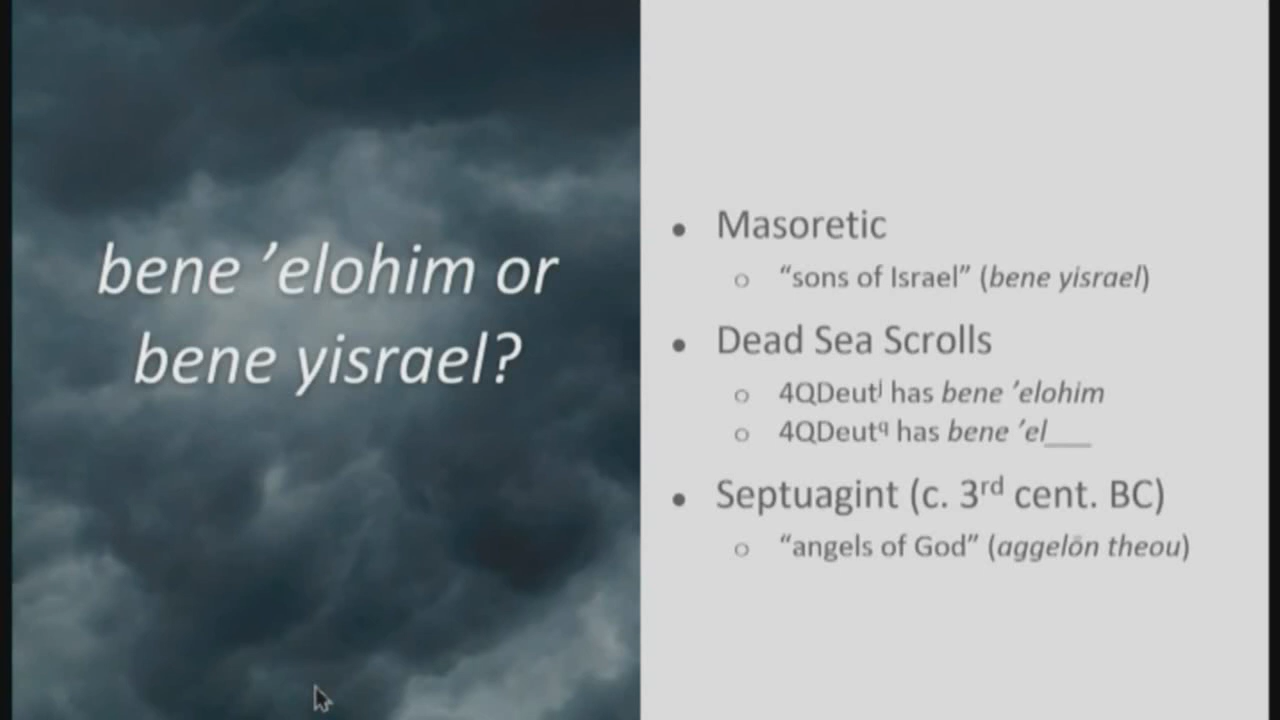 bene ’elohim or
bene yisrael?
• Masoretic
o “sons of Israel” (bene yisrael)
• Dead Sea Scrolls
o 4QDeutʲ has bene ’elohim
o 4QDeut𐞥 has bene ’el___
• Septuagint (c. 3rd cent. BC)
o “angels of God” (aggelōn theou)